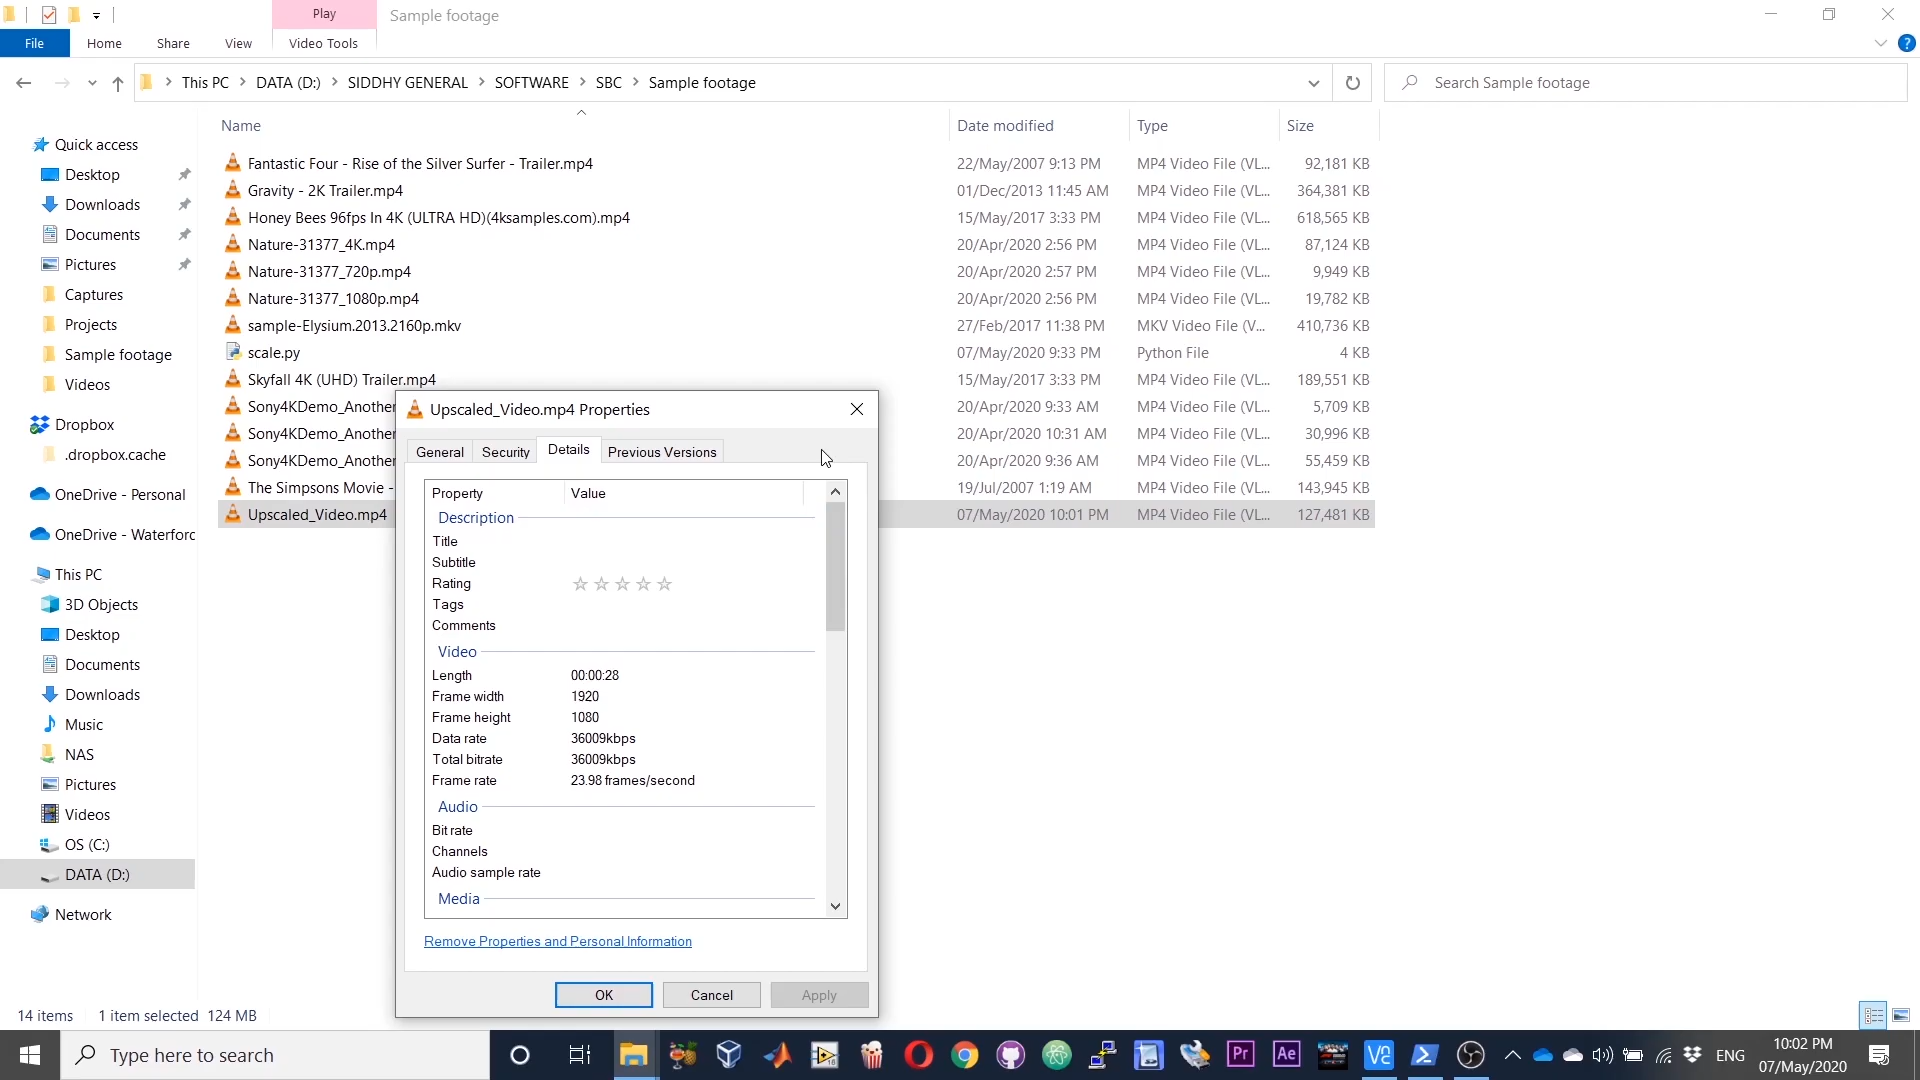 Play
Sample footage
File
Home
Share
View
Video Tools
This PC
DATA (D:)
SIDDHY GENERAL
SOFTWARE
SBC
Sample footage
Search Sample footage
Name
Date modified
Type
Size
Fantastic Four - Rise of the Silver Surfer - Trailer.mp4 22/May/2007 9:13 PM MP4 Video File (VL... 92,181 KB
Gravity - 2K Trailer.mp4 01/Dec/2013 11:45 AM MP4 Video File (VL... 364,381 KB
Honey Bees 96fps In 4K (ULTRA HD)(4ksamples.com).mp4 15/May/2017 3:33 PM MP4 Video File (VL... 618,565 KB
Nature-31377_4K.mp4 20/Apr/2020 2:56 PM MP4 Video File (VL... 87,124 KB
Nature-31377_720p.mp4 20/Apr/2020 2:57 PM MP4 Video File (VL... 9,949 KB
Nature-31377_1080p.mp4 20/Apr/2020 2:56 PM MP4 Video File (VL... 19,782 KB
sample-Elysium.2013.2160p.mkv 27/Feb/2017 11:38 PM MKV Video File (V... 410,736 KB
scale.py 07/May/2020 9:33 PM Python File 4 KB
Skyfall 4K (UHD) Trailer.mp4 15/May/2017 3:33 PM MP4 Video File (VL... 189,551 KB
Sony4KDemo_Another 20/Apr/2020 9:33 AM MP4 Video File (VL... 5,709 KB
Sony4KDemo_Another 20/Apr/2020 10:31 AM MP4 Video File (VL... 30,996 KB
Sony4KDemo_Another 20/Apr/2020 9:36 AM MP4 Video File (VL... 55,459 KB
The Simpsons Movie - 19/Jul/2007 1:19 AM MP4 Video File (VL... 143,945 KB
Upscaled_Video.mp4 07/May/2020 10:01 PM MP4 Video File (VL... 127,481 KB
Quick access
Desktop
Downloads
Documents
Pictures
Captures
Projects
Sample footage
Videos
Dropbox
.dropbox.cache
OneDrive - Personal
OneDrive - Waterford
This PC
3D Objects
Desktop
Documents
Downloads
Music
NAS
Pictures
Videos
OS (C:)
DATA (D:)
Network
Upscaled_Video.mp4 Properties
General
Security
Details
Previous Versions
Property Value
Description
Title
Subtitle
Rating
Tags
Comments
Video
Length 00:00:28
Frame width 1920
Frame height 1080
Data rate 36009kbps
Total bitrate 36009kbps
Frame rate 23.98 frames/second
Audio
Bit rate
Channels
Audio sample rate
Media
Remove Properties and Personal Information
OK
Cancel
Apply
14 items
1 item selected 124 MB
Type here to search
Pr
Ae
ENG
10:02 PM
07/May/2020